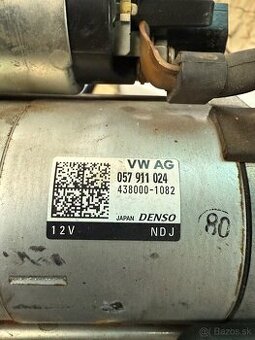 VW AG
057 911 024
438000-1082
JAPAN DENSO
12V NDJ
80
Bazos.sk